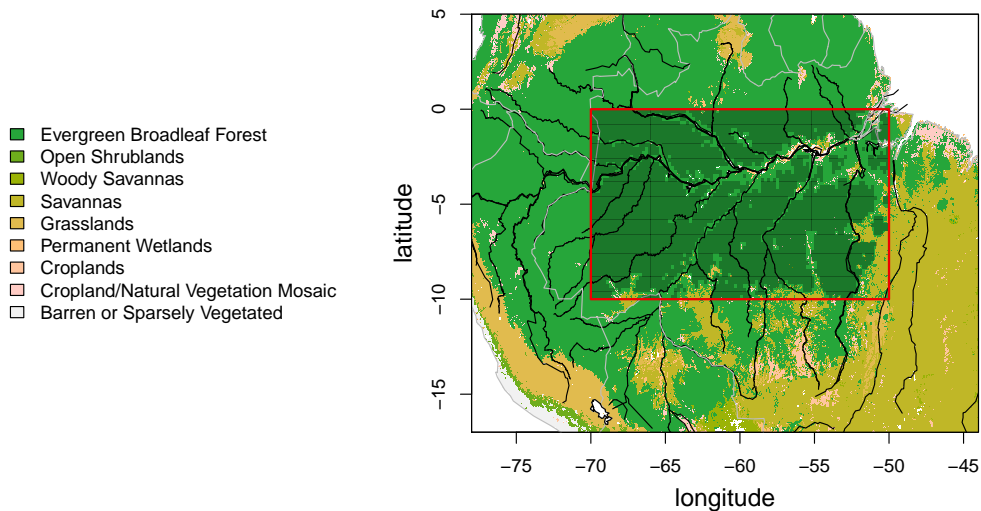 Evergreen Broadleaf Forest
Open Shrublands
Woody Savannas
Savannas
Grasslands
Permanent Wetlands
Croplands
Cropland/Natural Vegetation Mosaic
Barren or Sparsely Vegetated
latitude
5
0
−5
−10
−15
−75 −70 −65 −60 −55 −50 −45
longitude